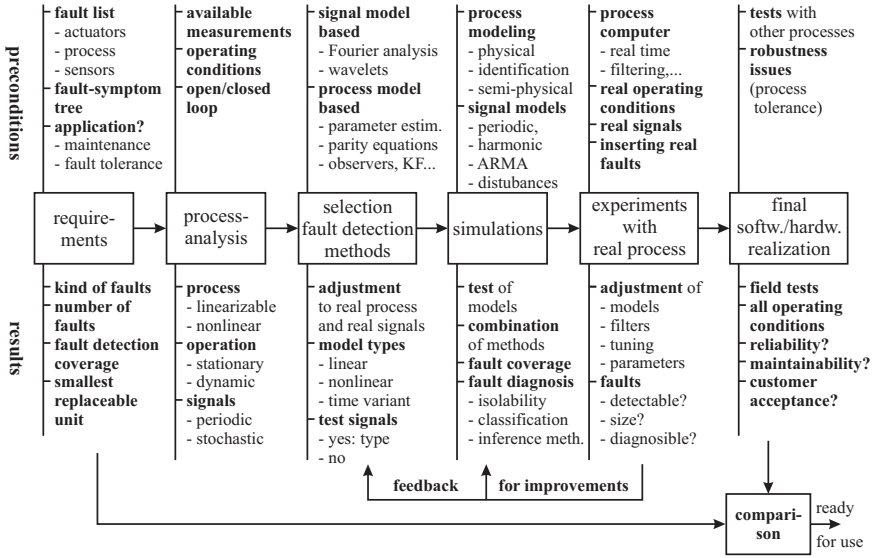 preconditions
fault list
- actuators
- process
- sensors
fault-symptom
tree
application?
- maintenance
- fault tolerance
available
measurements
operating
conditions
open/closed
loop
signal model
based
- Fourier analysis
- wavelets
process model
based
- parameter estim.
- parity equations
- observers, KF...
process
modeling
- physical
- identification
- semi-physical
signal models
- periodic,
- harmonic
- ARMA
- distubances
process
computer
- real time
- filtering,...
real operating
conditions
real signals
inserting real
faults
tests with
other processes
robustness
issues
(process
tolerance)
require-
ments
process-
analysis
selection
fault detection
methods
simulations
experiments
with
real process
final
softw./hardw.
realization
results
kind of faults
number of
faults
fault detection
coverage
smallest
replaceable
unit
process
- linearizable
- nonlinear
operation
- stationary
- dynamic
signals
- periodic
- stochastic
adjustment
to real process
and real signals
model types
- linear
- nonlinear
- time variant
test signals
- yes: type
- no
test of
models
combination
of methods
fault coverage
fault diagnosis
- isolability
- classification
- inference meth.
adjustment of
- models
- filters
- tuning
- parameters
faults
- detectable?
- size?
- diagnosible?
field tests
all operating
conditions
reliability?
maintainability?
customer
acceptance?
feedback for improvements
compari-
son
ready
for use